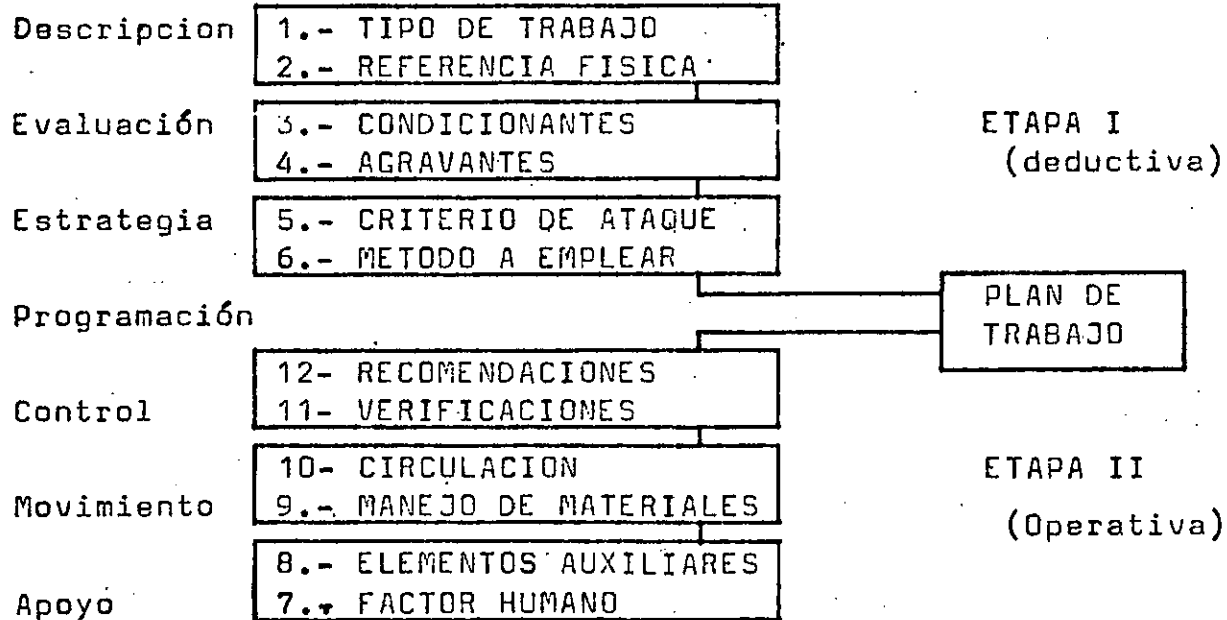 Descripcion
1.- TIPO DE TRABAJO
2.- REFERENCIA FISICA
Evaluación
3.- CONDICIONANTES
4.- AGRAVANTES
ETAPA I
(deductiva)
Estrategia
5.- CRITERIO DE ATAQUE
6.- METODO A EMPLEAR
PLAN DE
TRABAJO
Programación
12- RECOMENDACIONES
Control
11- VERIFICACIONES
10- CIRCULACION
ETAPA II
Movimiento
9.- MANEJO DE MATERIALES
(Operativa)
8.- ELEMENTOS AUXILIARES
Apoyo
7.- FACTOR HUMANO